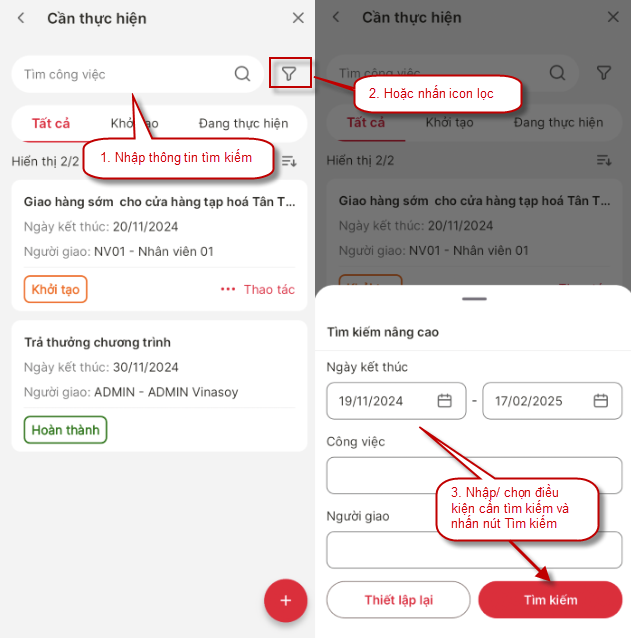 Cần thực hiện
Tìm công việc
Tất cả
Khởi tạo
Đang thực hiện
1. Nhập thông tin tìm kiếm
Hiển thị 2/2
Giao hàng sớm cho cửa hàng tạp hoá Tân T...
Ngày kết thúc: 20/11/2024
Người giao: NV01 - Nhân viên 01
Khởi tạo
••• Thao tác
Trả thưởng chương trình
Ngày kết thúc: 30/11/2024
Người giao: ADMIN - ADMIN Vinasoy
Hoàn thành
+
Cần thực hiện
Tìm công việc
2. Hoặc nhấn icon lọc
Tất cả
Khởi tạo
Đang thực hiện
Hiển thị 2/2
Giao hàng sớm cho cửa hàng tạp hoá Tân T...
Ngày kết thúc: 20/11/2024
Người giao: NV01 - Nhân viên 01
Tìm kiếm nâng cao
Ngày kết thúc
19/11/2024 - 17/02/2025
Công việc
3. Nhập/ chọn điều
kiện cần tìm kiếm và
nhấn nút Tìm kiếm
Người giao
Thiết lập lại
Tìm kiếm